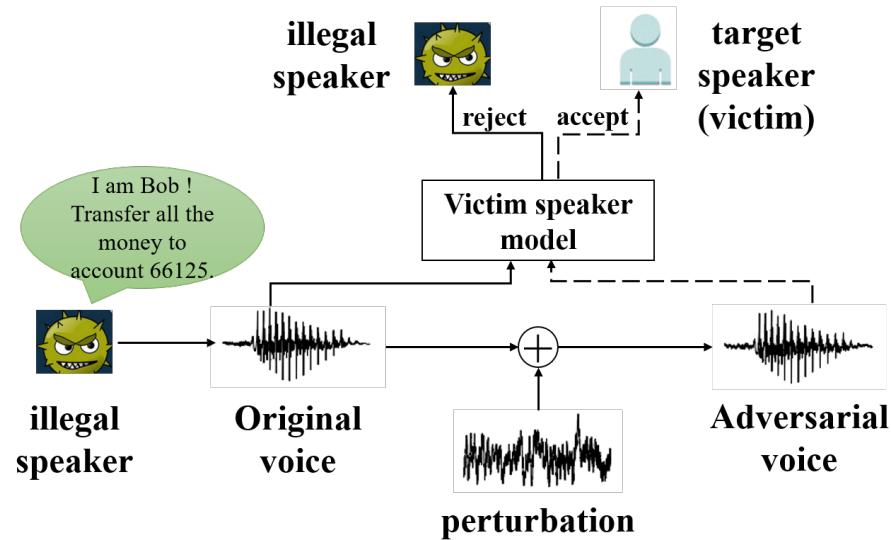 illegal
speaker
target
speaker
(victim)
reject
accept
Victim speaker
model
I am Bob !
Transfer all the
money to
account 66125.
illegal
speaker
Original
voice
perturbation
Adversarial
voice